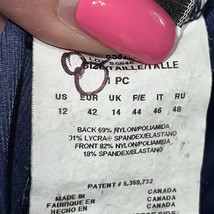 SIZE/TAILLE/TALLE
1 PC
US EUR UK F/E IT RU
12 42 14 44 46 48
BACK 69% NYLON/POLIAMIDA
31% LYCRA® SPANDEX/ELASTANO
FRONT 82% NYLON/POLIAMIDA
18% SPANDEX/ELASTANO
PATENT # 5,369,732
MADE IN CANADA
FABRIQUÉ EN CANADA
HECHO EN CANADA